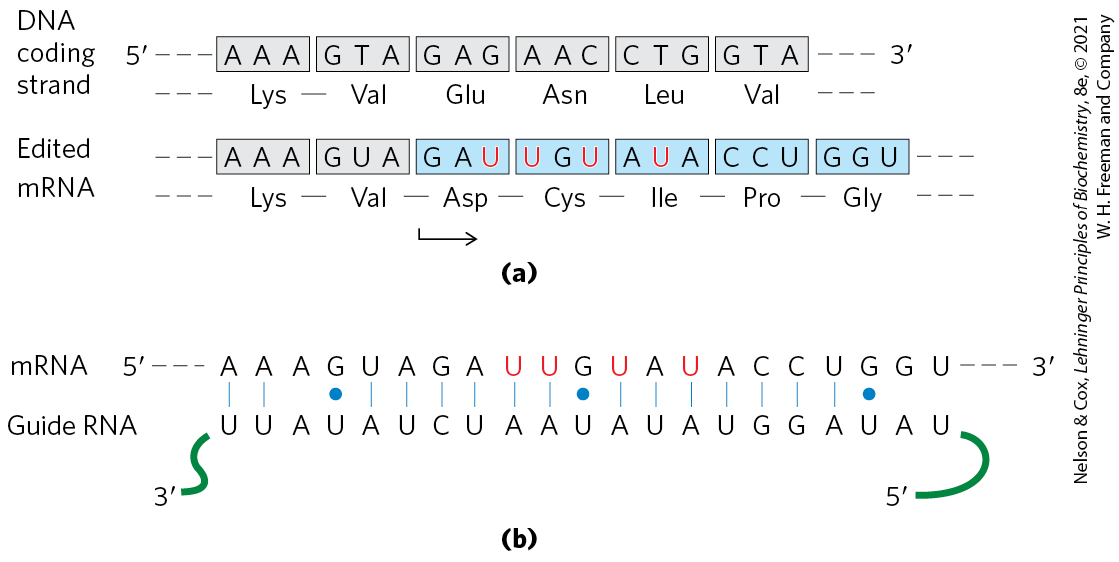 DNA
coding
strand
5′ --- A A A G T A G A G A A C C T G G T A --- 3′
--- Lys — Val Glu Asn Leu Val ---
Edited
mRNA
--- A A A G U A G A U U G U A U A C C U G G U ---
--- Lys — Val — Asp — Cys — Ile — Pro — Gly ---
(a)
mRNA 5′ --- A A A G U A G A U U G U A U A C C U G G U --- 3′
Guide RNA U U A U A U C U A A U A U A U G G A U A U
3′ 5′
(b)
Nelson & Cox, Lehninger Principles of Biochemistry, 8e, © 2021
W. H. Freeman and Company